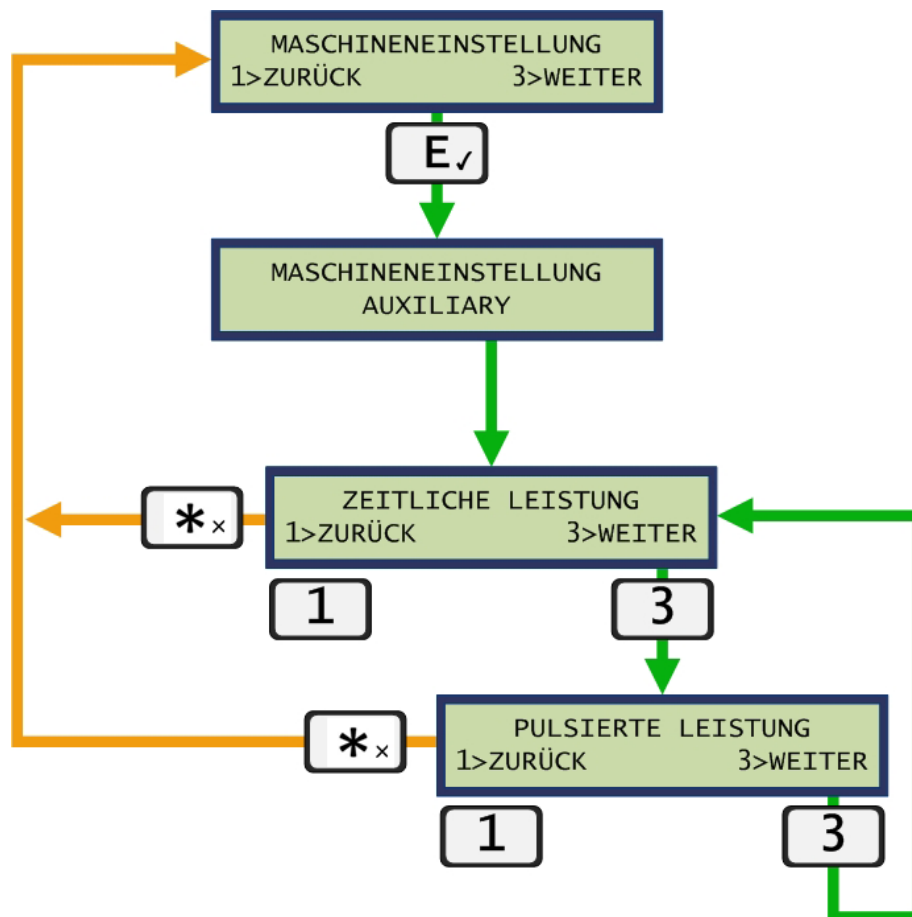 MASCHINENEINSTELLUNG
1>ZURÜCK 3>WEITER
E✓
MASCHINENEINSTELLUNG
AUXILIARY
ZEITLICHE LEISTUNG
1>ZURÜCK 3>WEITER
*×
1 3
PULSIERTE LEISTUNG
1>ZURÜCK 3>WEITER
*×
1 3